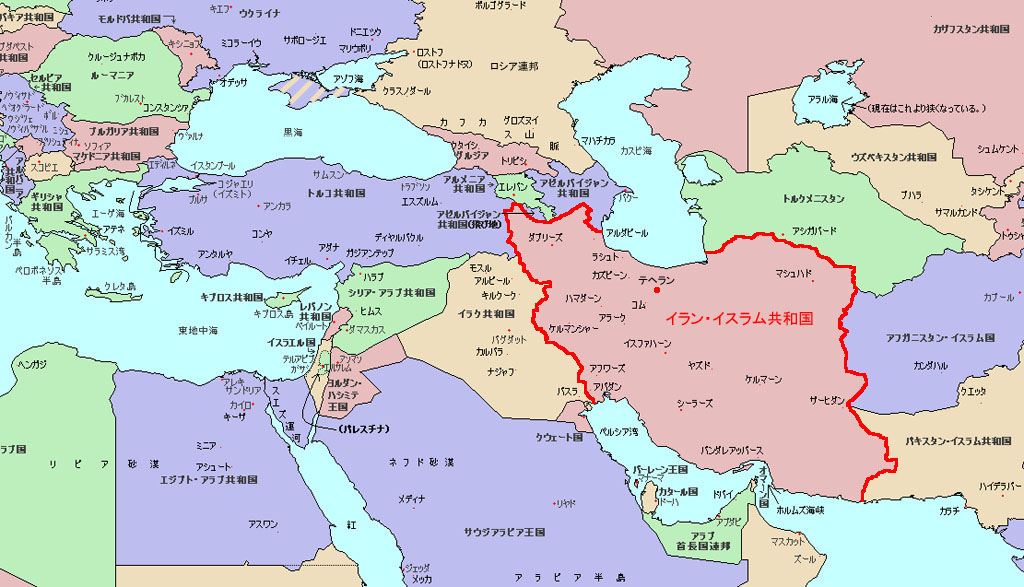 キエフ
ウクライナ
ボルゴグラード
バキア共和国
モルドバ共和国
ドニエック
カザフスタン共和国
キシニョフ
ミコラーイウ
サポロージエ
マリウポリ
ロストフ
(ロストフナドヌ)
ロシア連邦
ブダペスト
共和国
クルージュナポカ
ルーマニア
オデッサ
アゾフ海
クラスノダール
アラル海
(現在はこれより狭くなっている。)
セルビア
共和国
ブカレスト
コンスタンツァ
ブルガリア共和国
ソフィア
ヴァルナ
黒海
カフカス山脈
グロズヌイ
マハチカラ
カスピ海
マケドニア共和国
スコピエ
エディルネ
イスタンブール
クタイシ
グルジア
トビリシ
ウズベキスタン共和国
シュムケント
サムスン
トルコ共和国
トラブゾン
エルズルム
アルメニア
共和国
エレバン
アゼルバイジャン
共和国
バクー
トルクメニスタン
ブハラ
タシケント
サマルカンド
ギリシャ
共和国
エーゲ海
アテネ
サラミス湾
コジャエリ
(イズミト)
ブルサ
アンカラ
イズミル
コンヤ
アダナ
ディヤルバクル
ガジアンテップ
アンタルヤ
イチェル
アゼルバイジャン
共和国(飛び地)
アルダビール
タブリーズ
アシガバード
バルカン半島
ペロポネソス
半島
クレタ島
ラシュト
カズビーン
テヘラン
マシュハド
カブール
モスル
アルビール
キルクーク
ハラブ
シリア・アラブ共和国
ヒムス
ダマスカス
キプロス共和国
キプロス島
レバノン
共和国
ベイルート
ハマダーン
コム
アラーク
イラン・イスラム共和国
東地中海
イラク共和国
バグダット
カルバラ
ナジャフ
ケルマンシャー
イスファハーン
アフガニスタン・イスラム国
カンダハル
イスラエル国
テルアビブ
ガザ
アンマン
エルサレム
ヨルダン・
ハシミテ
王国
ベンガジ
アレキ
サンドリア
カイロ
ギーザ
スエズ運河
(パレスチナ)
バスラ
アフワーズ
アバダン
ヤズド
ケルマーン
シーラーズ
サーヒダン
クエッタ
クウェート国
ペルシア湾
バンダレアッバース
パキスタン・イスラム共和国
ラブ国
リビア砂漠
ミニア
アシュート
エジプト・アラブ共和国
アスワン
ネフド砂漠
メディナ
リヤド
サウジアラビア王国
バーレーン王国
マナーマ
カタール国
ドーハ
ドバイ
オマーン国
ホルムズ海峡
ハイデラバー
カラチ
アブダビ
アラブ
首長国連邦
マスカット
スール
紅
ジェッダ
メッカ
アラビア半島